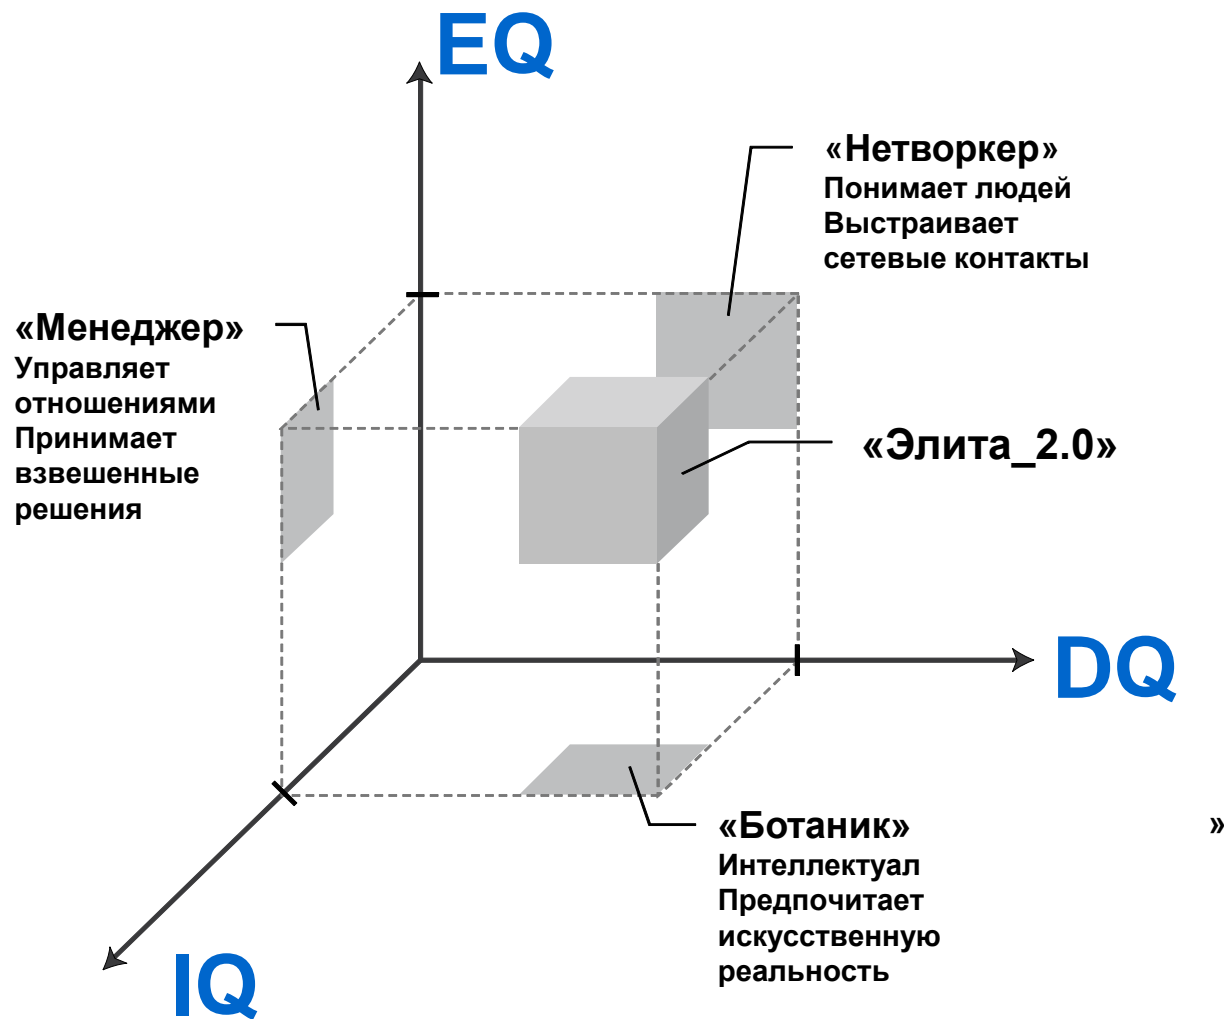 EQ
«Нетворкер»
Понимает людей
Выстраивает
сетевые контакты
«Менеджер»
Управляет
отношениями
Принимает
взвешенные
решения
«Элита_2.0»
DQ
«Ботаник»
»
Интеллектуал
Предпочитает
искусственную
реальность
IQ